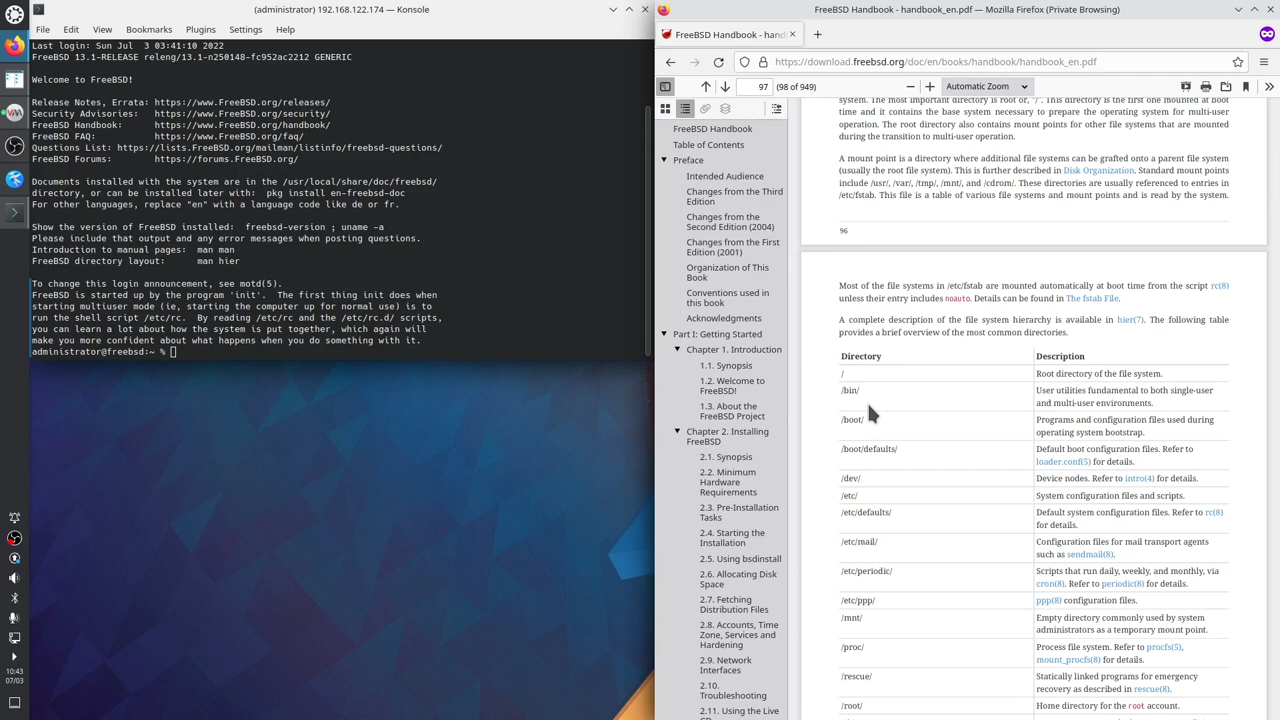 (administrator) 192.168.122.174 — Konsole
File Edit View Bookmarks Plugins Settings Help
Last login: Sun Jul  3 03:41:10 2022
FreeBSD 13.1-RELEASE releng/13.1-n250148-fc952ac2212 GENERIC
Welcome to FreeBSD!
Release Notes, Errata: https://www.FreeBSD.org/releases/
Security Advisories:   https://www.FreeBSD.org/security/
FreeBSD Handbook:      https://www.FreeBSD.org/handbook/
FreeBSD FAQ:           https://www.FreeBSD.org/faq/
Questions List: https://lists.FreeBSD.org/mailman/listinfo/freebsd-questions/
FreeBSD Forums:        https://forums.FreeBSD.org/
Documents installed with the system are in the /usr/local/share/doc/freebsd/
directory, or can be installed later with:  pkg install en-freebsd-doc
For other languages, replace "en" with a language code like de or fr.
Show the version of FreeBSD installed:  freebsd-version ; uname -a
Please include that output and any error messages when posting questions.
Introduction to manual pages:  man man
FreeBSD directory layout:      man hier
To change this login announcement, see motd(5).
FreeBSD is started up by the program 'init'.  The first thing init does when
starting multiuser mode (ie, starting the computer up for normal use) is to
run the shell script /etc/rc.  By reading /etc/rc and the /etc/rc.d/ scripts,
you can learn a lot about how the system is put together, which again will
make you more confident about what happens when you do something with it.
administrator@freebsd:~ %
10:43
07/03
FreeBSD Handbook - handbook_en.pdf — Mozilla Firefox (Private Browsing)
FreeBSD Handbook - hand
https://download.freebsd.org/doc/en/books/handbook/handbook_en.pdf
97 (98 of 949)
Automatic Zoom
FreeBSD Handbook
Table of Contents
Preface
Intended Audience
Changes from the Third
Edition
Changes from the
Second Edition (2004)
Changes from the First
Edition (2001)
Organization of This
Book
Conventions used in
this book
Acknowledgments
Part I: Getting Started
Chapter 1. Introduction
1.1. Synopsis
1.2. Welcome to
FreeBSD!
1.3. About the
FreeBSD Project
Chapter 2. Installing
FreeBSD
2.1. Synopsis
2.2. Minimum
Hardware
Requirements
2.3. Pre-Installation
Tasks
2.4. Starting the
Installation
2.5. Using bsdinstall
2.6. Allocating Disk
Space
2.7. Fetching
Distribution Files
2.8. Accounts, Time
Zone, Services and
Hardening
2.9. Network
Interfaces
2.10.
Troubleshooting
2.11. Using the Live
system. The most important directory is root or, "/". This directory is the first one mounted at boot
time and it contains the base system necessary to prepare the operating system for multi-user
operation. The root directory also contains mount points for other file systems that are mounted
during the transition to multi-user operation.
A mount point is a directory where additional file systems can be grafted onto a parent file system
(usually the root file system). This is further described in Disk Organization. Standard mount points
include /usr/, /var/, /tmp/, /mnt/, and /cdrom/. These directories are usually referenced to entries in
/etc/fstab. This file is a table of various file systems and mount points and is read by the system.
96
Most of the file systems in /etc/fstab are mounted automatically at boot time from the script rc(8)
unless their entry includes noauto. Details can be found in The fstab File.
A complete description of the file system hierarchy is available in hier(7). The following table
provides a brief overview of the most common directories.
Directory Description
/ Root directory of the file system.
/bin/ User utilities fundamental to both single-user
and multi-user environments.
/boot/ Programs and configuration files used during
operating system bootstrap.
/boot/defaults/ Default boot configuration files. Refer to
loader.conf(5) for details.
/dev/ Device nodes. Refer to intro(4) for details.
/etc/ System configuration files and scripts.
/etc/defaults/ Default system configuration files. Refer to rc(8)
for details.
/etc/mail/ Configuration files for mail transport agents
such as sendmail(8).
/etc/periodic/ Scripts that run daily, weekly, and monthly, via
cron(8). Refer to periodic(8) for details.
/etc/ppp/ ppp(8) configuration files.
/mnt/ Empty directory commonly used by system
administrators as a temporary mount point.
/proc/ Process file system. Refer to procfs(5),
mount_procfs(8) for details.
/rescue/ Statically linked programs for emergency
recovery as described in rescue(8).
/root/ Home directory for the root account.